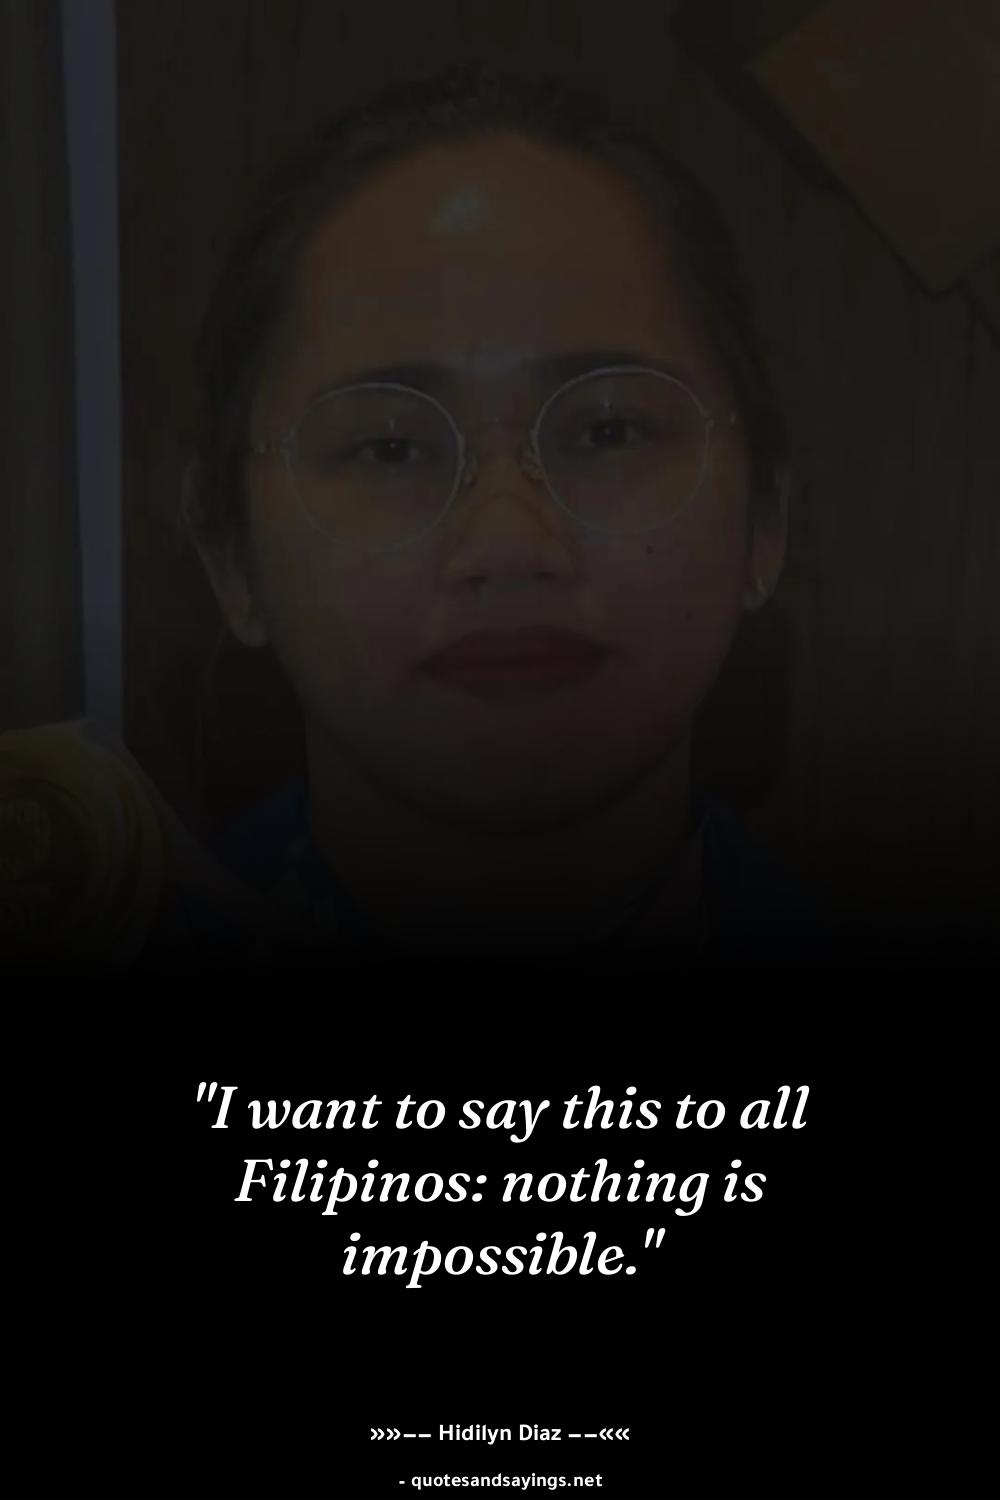 "I want to say this to all
Filipinos: nothing is
impossible."
»»−− Hidilyn Diaz −−««
- quotesandsayings.net